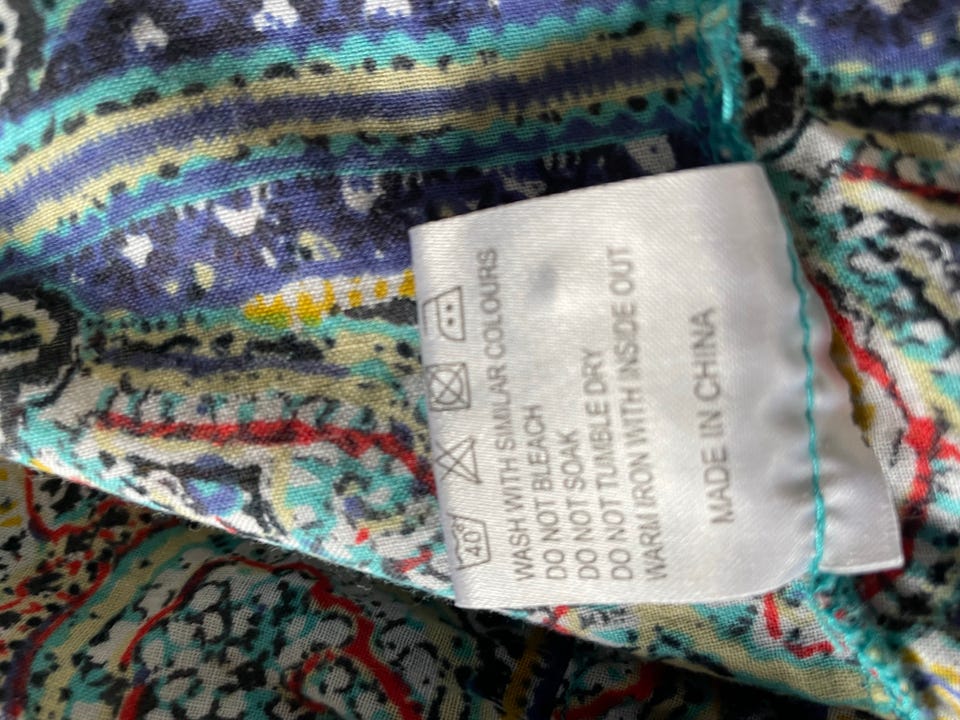 40°
WASH WITH SIMILAR COLOURS
DO NOT BLEACH
DO NOT SOAK
DO NOT TUMBLE DRY
WARM IRON WITH INSIDE OUT
MADE IN CHINA